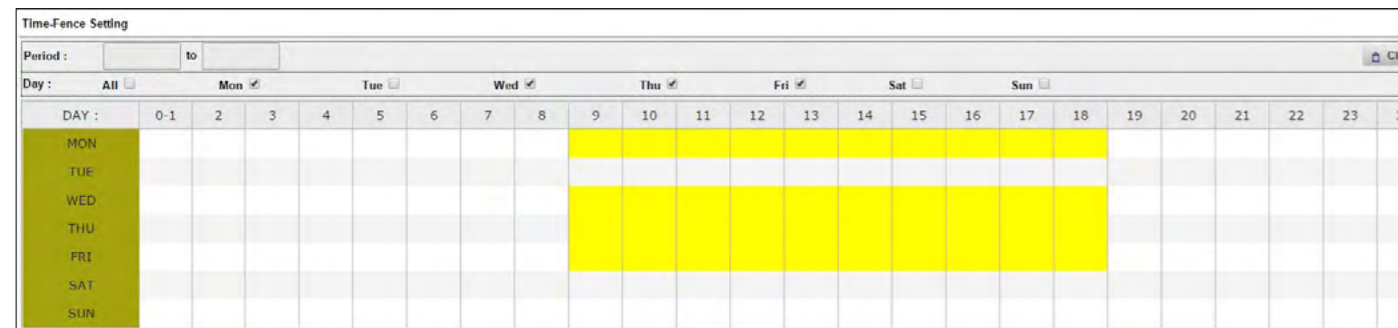 Time-Fence Setting
Period : to
Day : All Mon Tue Wed Thu Fri Sat Sun
DAY : 0-1 2 3 4 5 6 7 8 9 10 11 12 13 14 15 16 17 18 19 20 21 22 23
MON
TUE
WED
THU
FRI
SAT
SUN